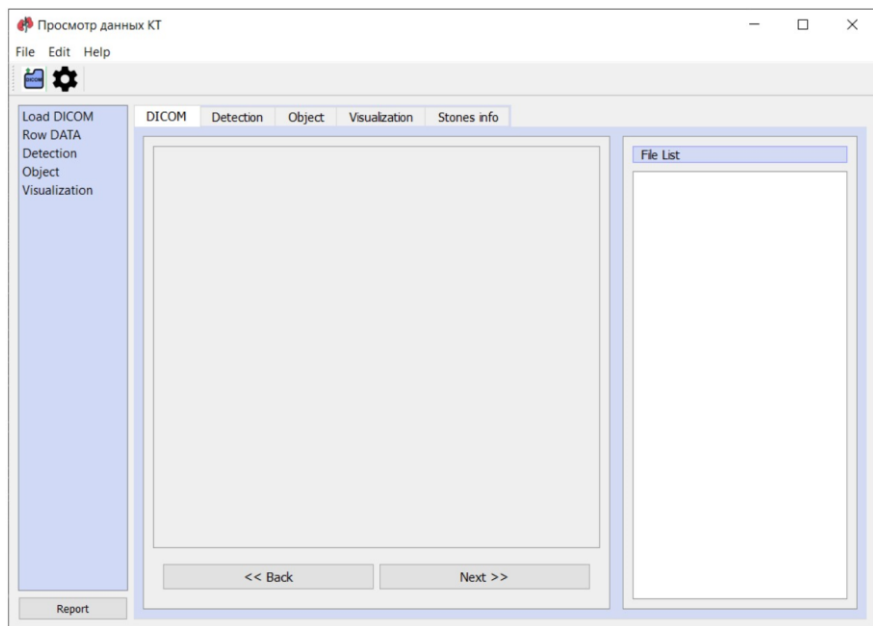 Просмотр данных КТ
File Edit Help
DICOM
Load DICOM
Row DATA
Detection
Object
Visualization
DICOM Detection Object Visualization Stones info
File List
<< Back Next >>
Report